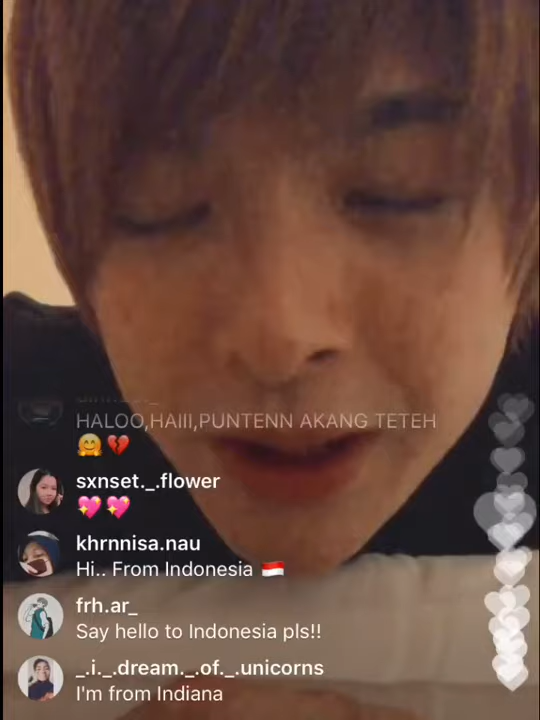 HALOO,HAIII,PUNTENN AKANG TETEH
🤗💔
sxnset._.flower
💖💖
khrnnisa.nau
Hi.. From Indonesia 🇮🇩
frh.ar_
Say hello to Indonesia pls!!
_.i._.dream._.of._.unicorns
I'm from Indiana